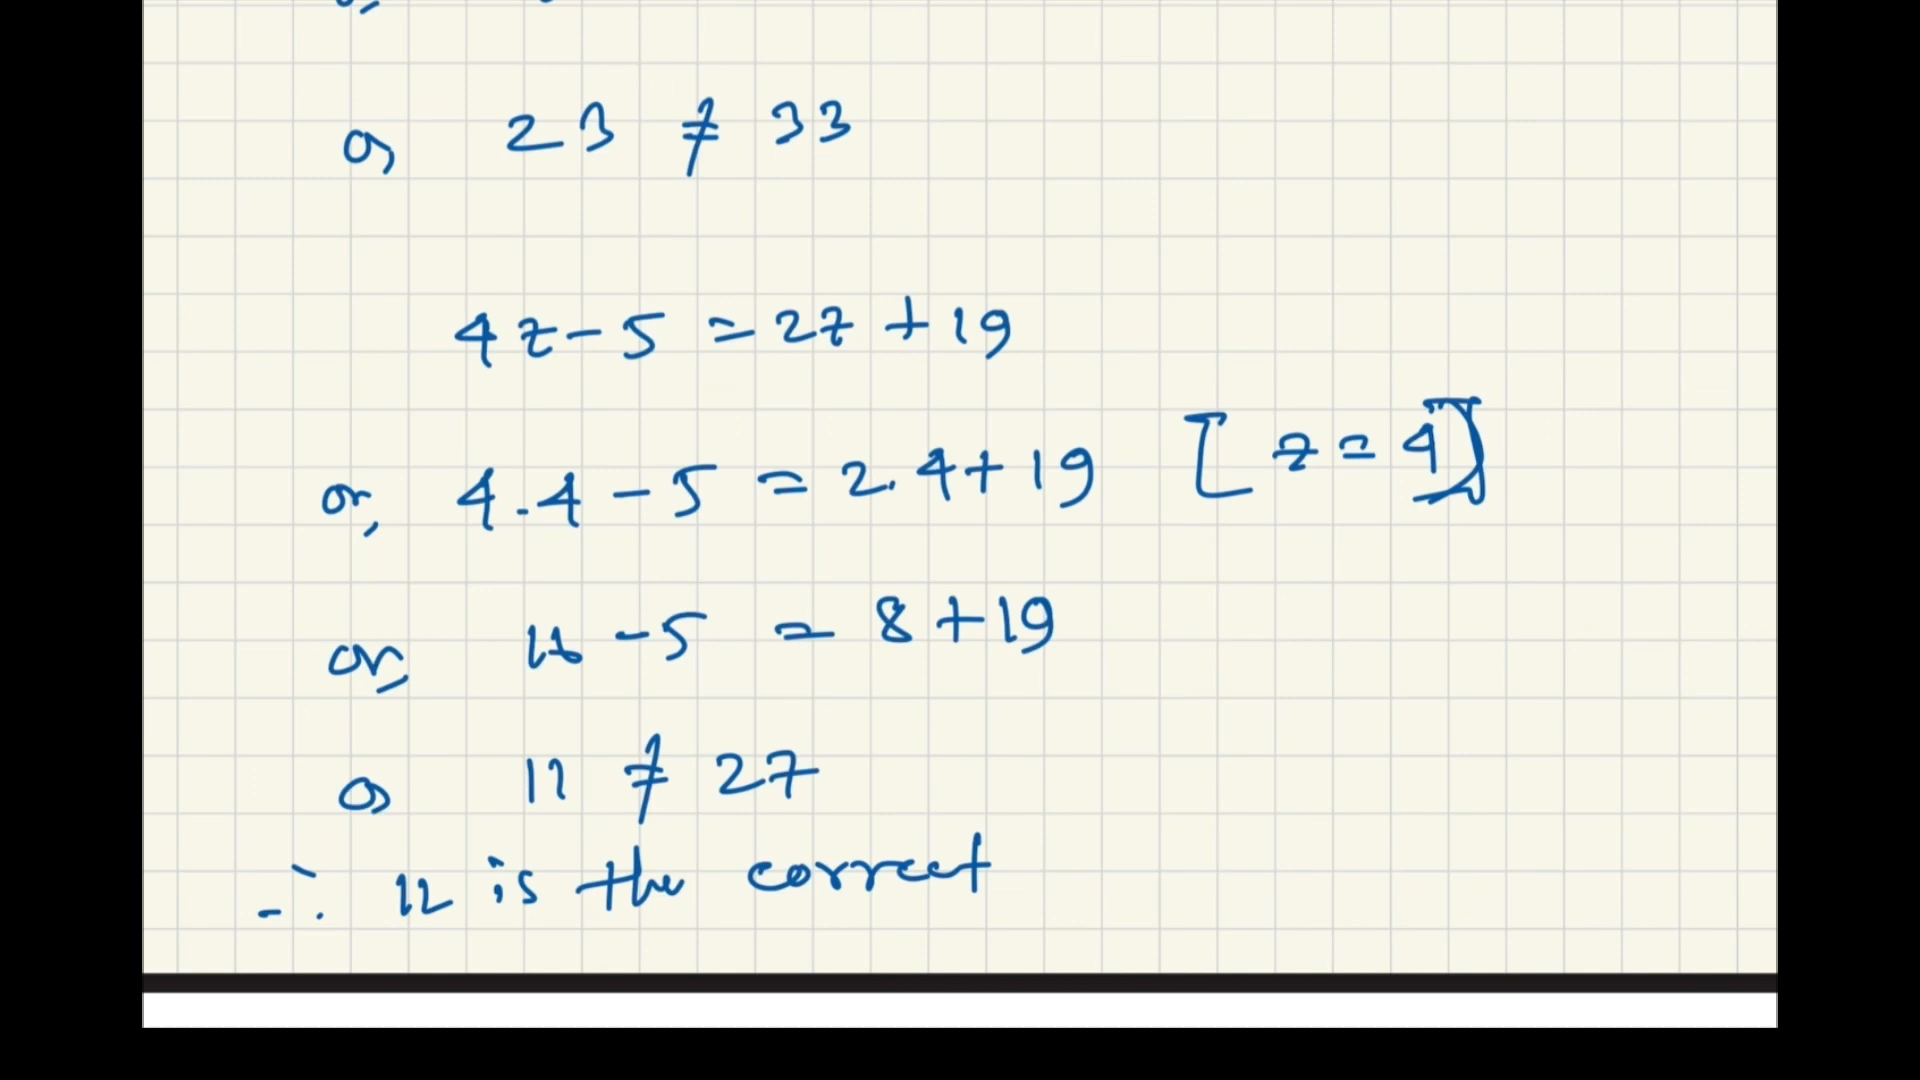 or, 23 ≠ 33
4z - 5 = 2z + 19
or, 4.4 - 5 = 2.4 + 19 [z = 4]
or, 16 - 5 = 8 + 19
or 11 ≠ 27
∴ 12 is the correct